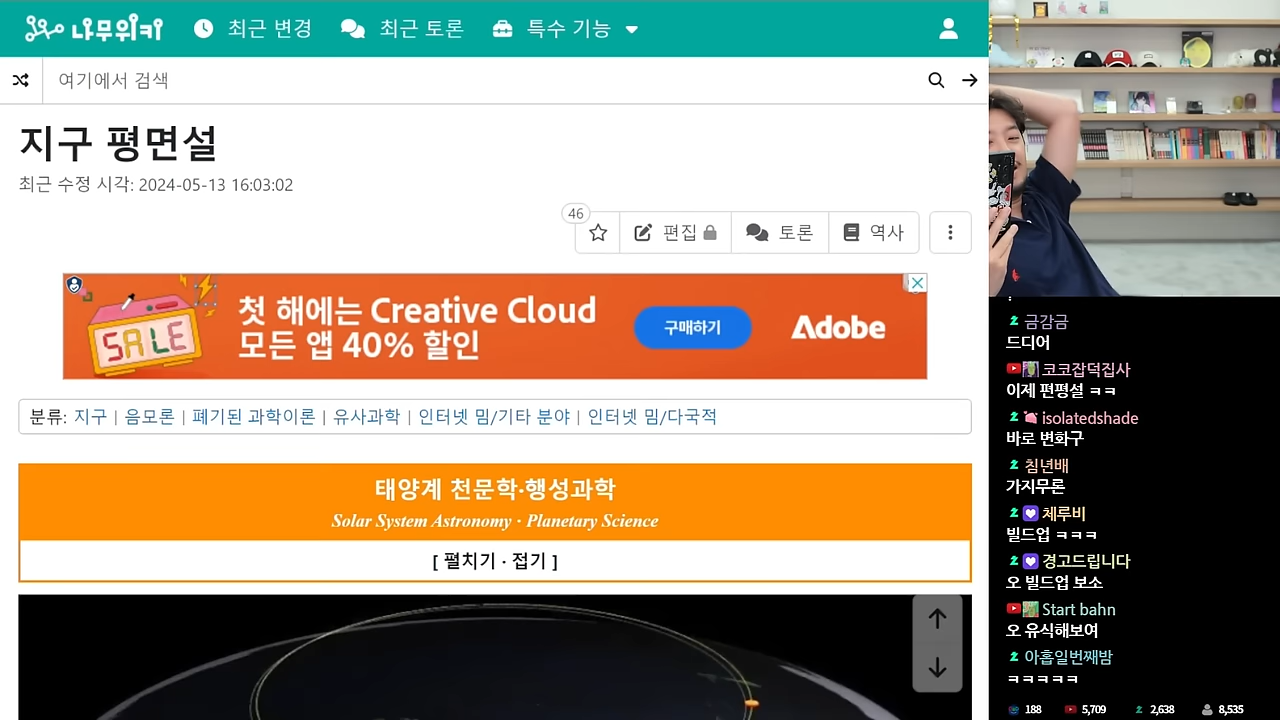 나무위키 최근 변경 최근 토론 특수 기능
여기에서 검색
지구 평면설
최근 수정 시각: 2024-05-13 16:03:02
46
편집 토론 역사
SALE
첫 해에는 Creative Cloud
모든 앱 40% 할인
구매하기
Adobe
분류: 지구 | 음모론 | 폐기된 과학이론 | 유사과학 | 인터넷 밈/기타 분야 | 인터넷 밈/다국적
태양계 천문학·행성과학
Solar System Astronomy · Planetary Science
[ 펼치기 · 접기 ]
금감금
드디어
코코잡덕집사
이제 편평설 ㅋㅋ
isolatedshade
바로 변화구
침년배
가지무론
체루비
빌드업 ㅋㅋㅋ
경고드립니다
오 빌드업 보소
Start bahn
오 유식해보여
아홉일번째밤
ㅋㅋㅋㅋㅋ
188 5,709 2,638 8,535